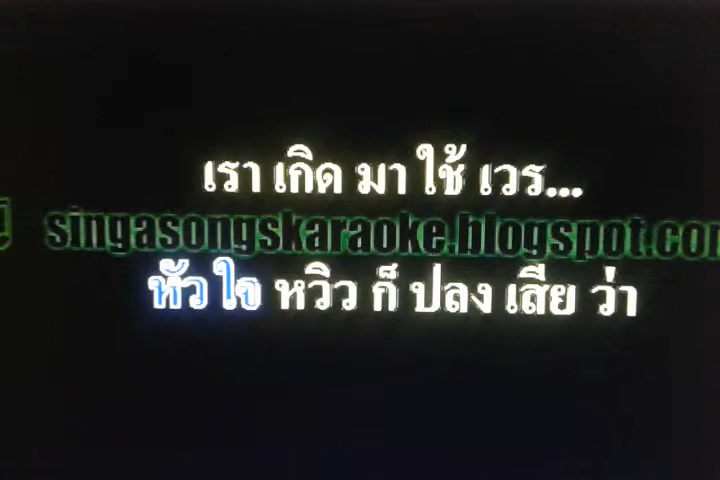 เรา เกิด มา ใช้ เวร...
singasongskaraoke.blogspot.com
หัว ใจ หวิว ก็ ปลง เสีย ว่า